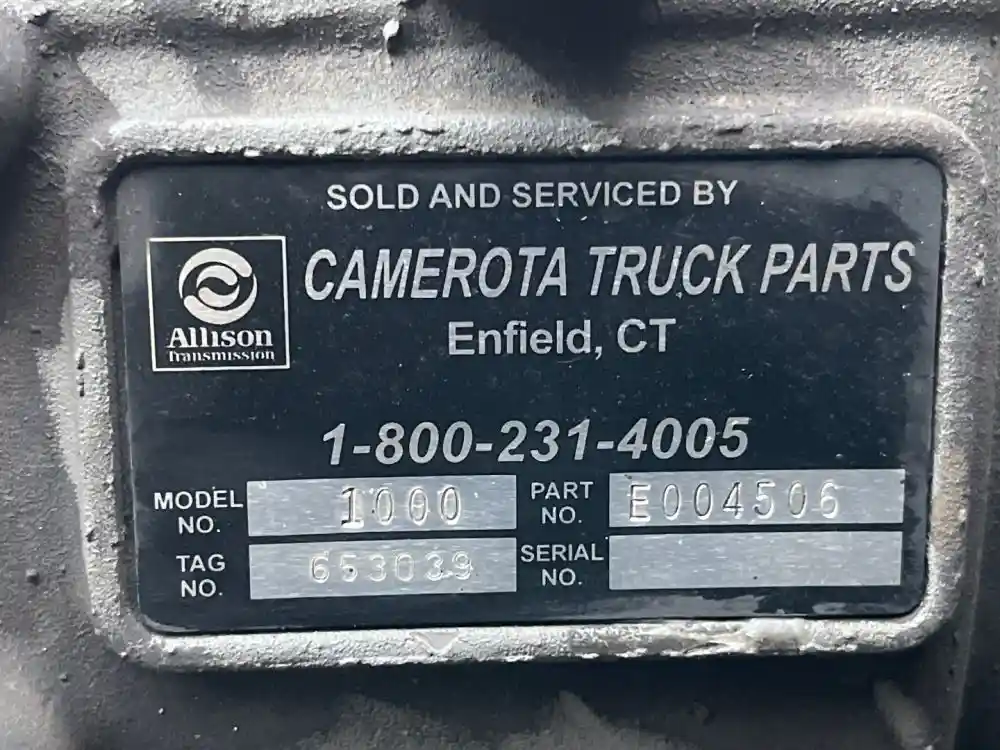 SOLD AND SERVICED BY
CAMEROTA TRUCK PARTS
Allison
Transmission
Enfield, CT
1-800-231-4005
MODEL NO. 1000
PART NO. E004506
TAG NO. 653039
SERIAL NO.